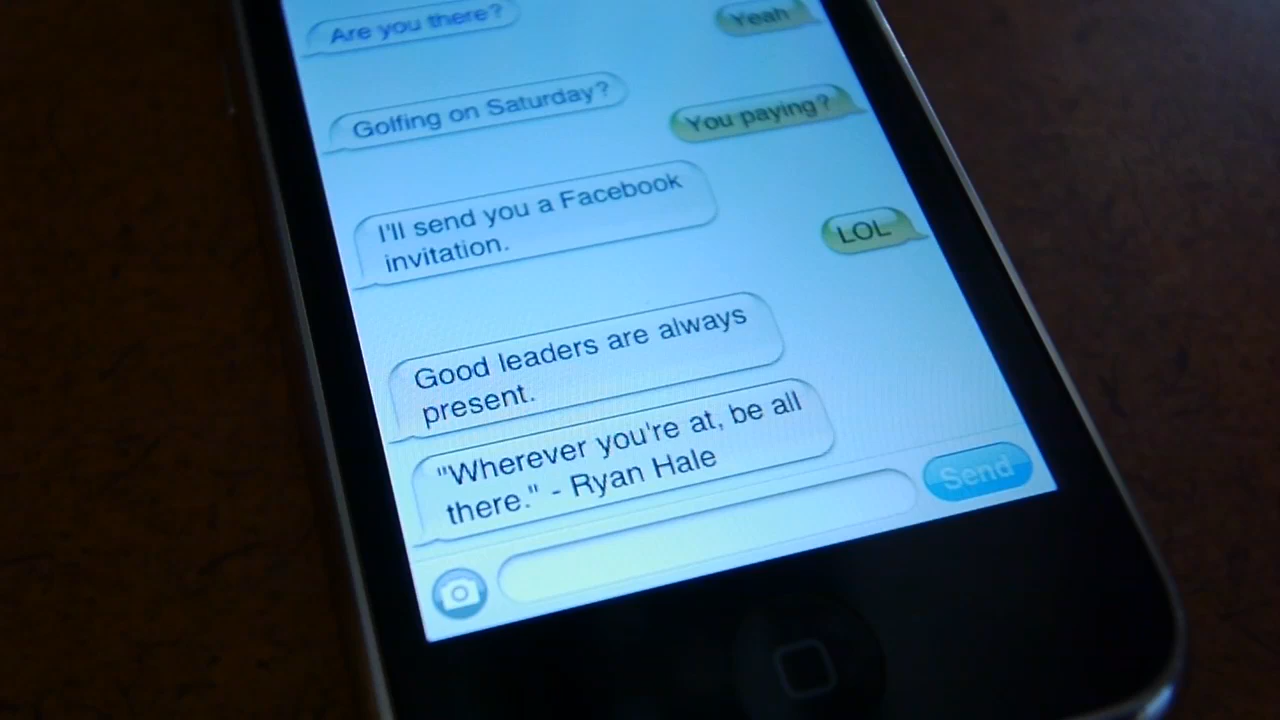 Are you there?
Yeah
Golfing on Saturday?
You paying?
I'll send you a Facebook
invitation.
LOL
Good leaders are always
present.
"Wherever you're at, be all
there." - Ryan Hale
Send